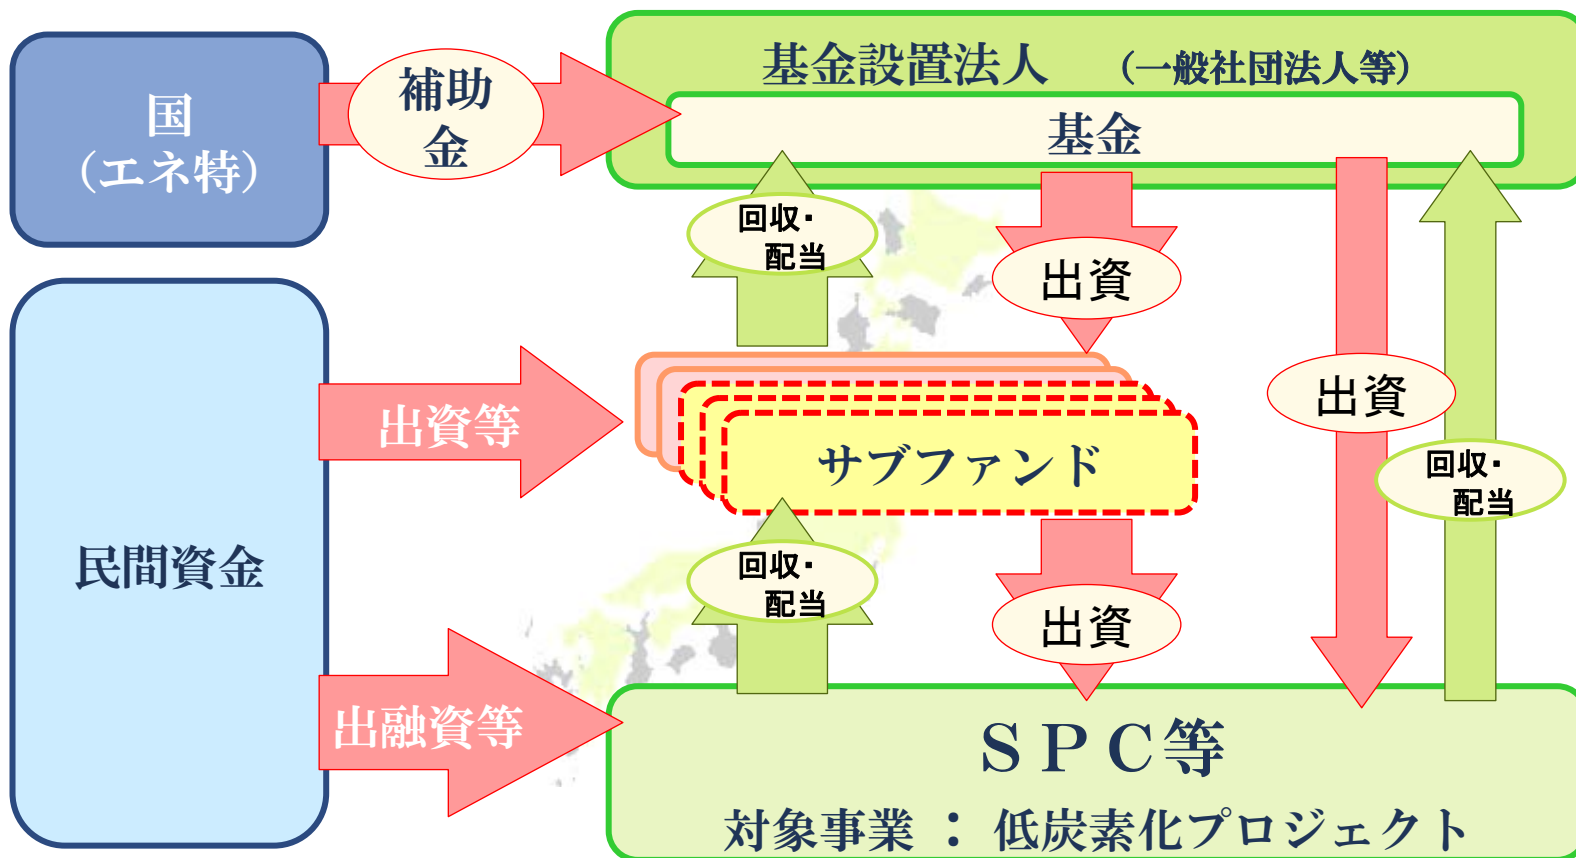 国
（エネ特）
補助
金
基金設置法人　（一般社団法人等）
基金
回収・
配当
出資
出資
回収・
配当
民間資金
出資等
サブファンド
回収・
配当
出資
出融資等
ＳＰＣ等
対象事業 ： 低炭素化プロジェクト